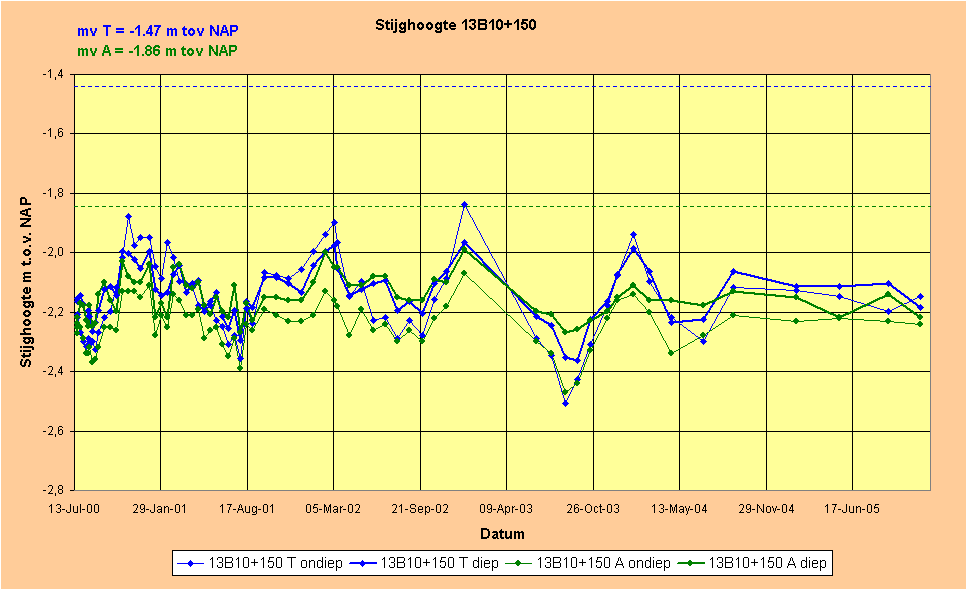 Stijghoogte 13B10+150
mv T = -1.47 m tov NAP
mv A = -1.86 m tov NAP
Stijghoogte m t.o.v. NAP
-1,4
-1,6
-1,8
-2,0
-2,2
-2,4
-2,6
-2,8
13-Jul-00 29-Jan-01 17-Aug-01 05-Mar-02 21-Sep-02 09-Apr-03 26-Oct-03 13-May-04 29-Nov-04 17-Jun-05
Datum
13B10+150 T ondiep 13B10+150 T diep 13B10+150 A ondiep 13B10+150 A diep